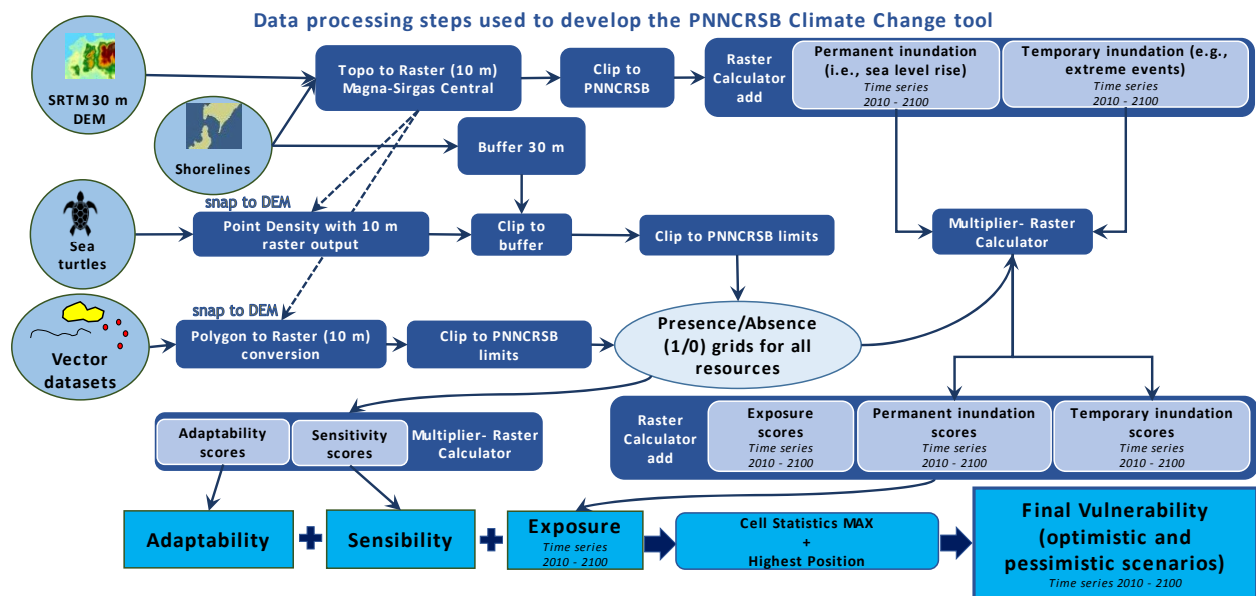 Data processing steps used to develop the PNNCRSB Climate Change tool
SRTM 30 m
DEM
Topo to Raster (10 m)
Magna-Sirgas Central
Clip to
PNNCRSB
Raster
Calculator
add
Permanent inundation
(i.e., sea level rise)
Time series
2010 - 2100
Temporary inundation (e.g.,
extreme events)
Time series
2010 - 2100
Shorelines
Buffer 30 m
snap to DEM
Sea
turtles
Point Density with 10 m
raster output
Clip to
buffer
Clip to PNNCRSB limits
Multiplier- Raster
Calculator
snap to DEM
Vector
datasets
Polygon to Raster (10 m)
conversion
Clip to PNNCRSB
limits
Presence/Absence
(1/0) grids for all
resources
Adaptability
scores
Sensitivity
scores
Multiplier- Raster
Calculator
Raster
Calculator
add
Exposure
scores
Time series
2010 - 2100
Permanent inundation
scores
Time series
2010 - 2100
Temporary inundation
scores
Time series
2010 - 2100
Adaptability
+
Sensibility
+
Exposure
Time series
2010 - 2100
Cell Statistics MAX
+
Highest Position
Final Vulnerability
(optimistic and
pessimistic scenarios)
Time series 2010 - 2100